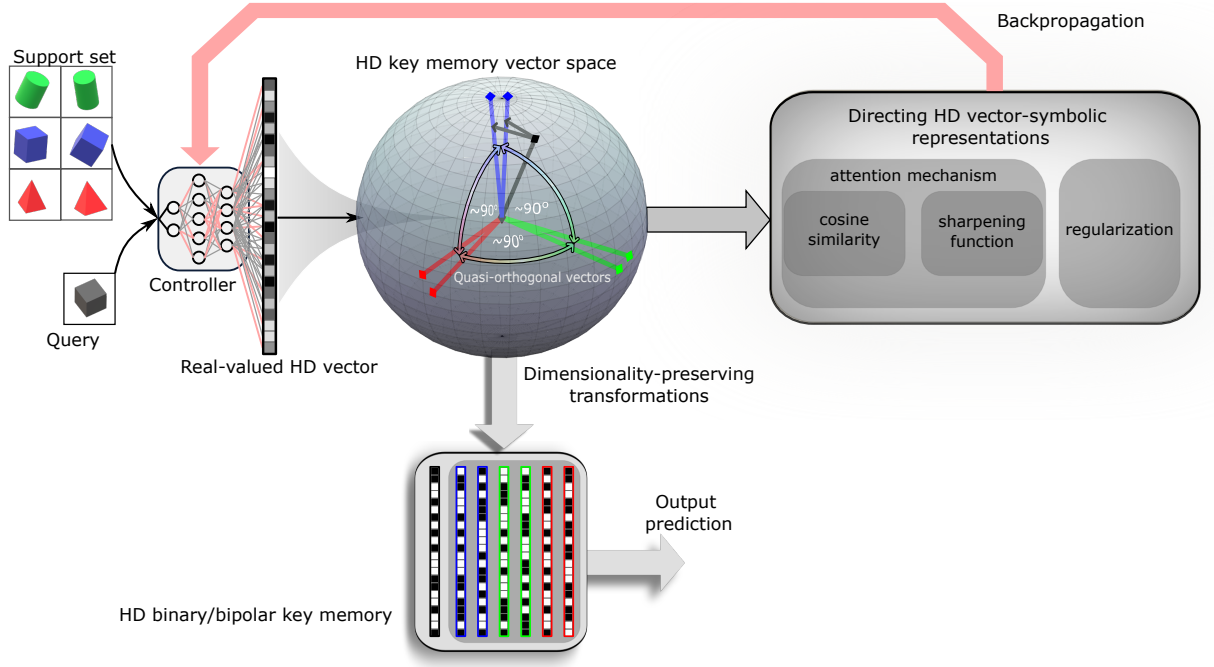 Backpropagation
Support set
HD key memory vector space
Directing HD vector-symbolic
representations
attention mechanism
cosine
similarity
sharpening
function
regularization
~90°
~90°
~90°
Quasi-orthogonal vectors
Controller
Query
Real-valued HD vector
Dimensionality-preserving
transformations
Output
prediction
HD binary/bipolar key memory